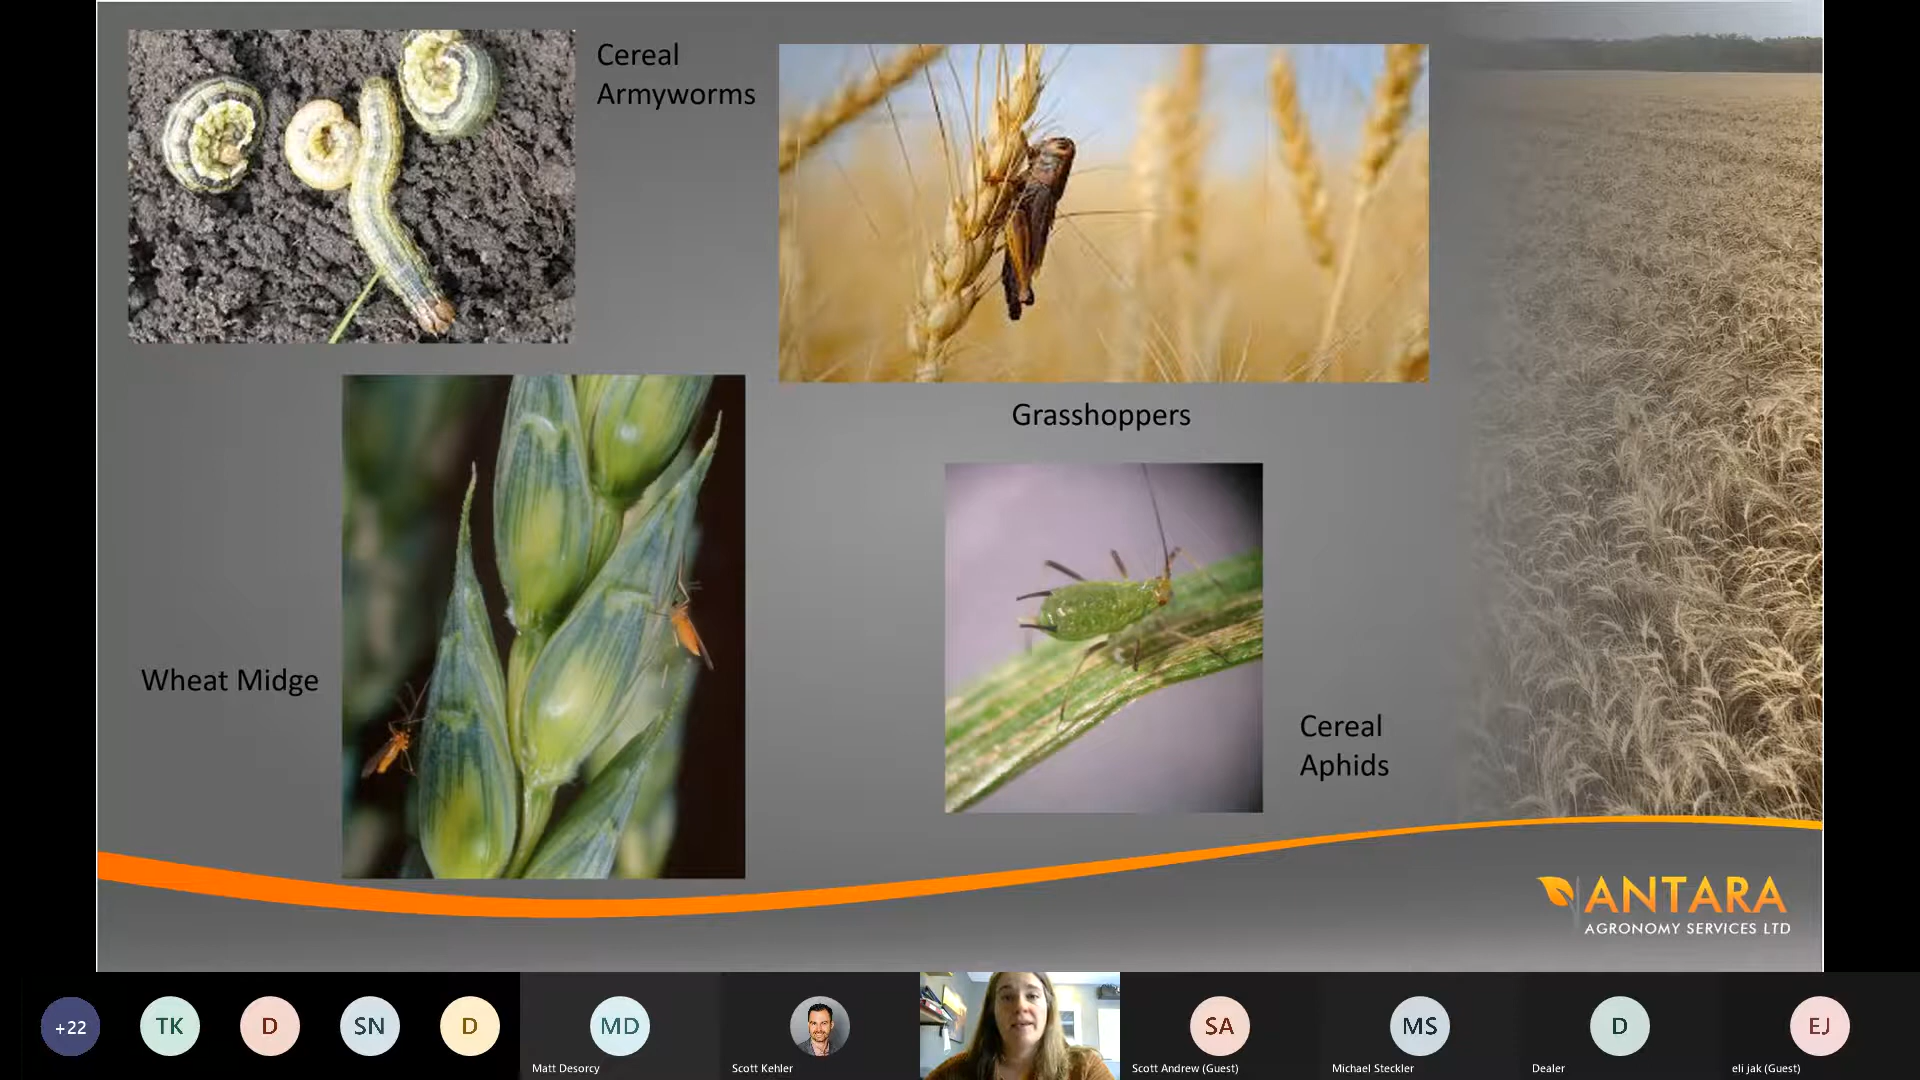 Cereal
Armyworms
Grasshoppers
Wheat Midge
Cereal
Aphids
ANTARA
AGRONOMY SERVICES LTD
+22
TK
D
SN
D
MD
SA
MS
D
EJ
Matt Desorcy
Scott Kehler
Scott Andrew (Guest)
Michael Steckler
Dealer
eli jak (Guest)